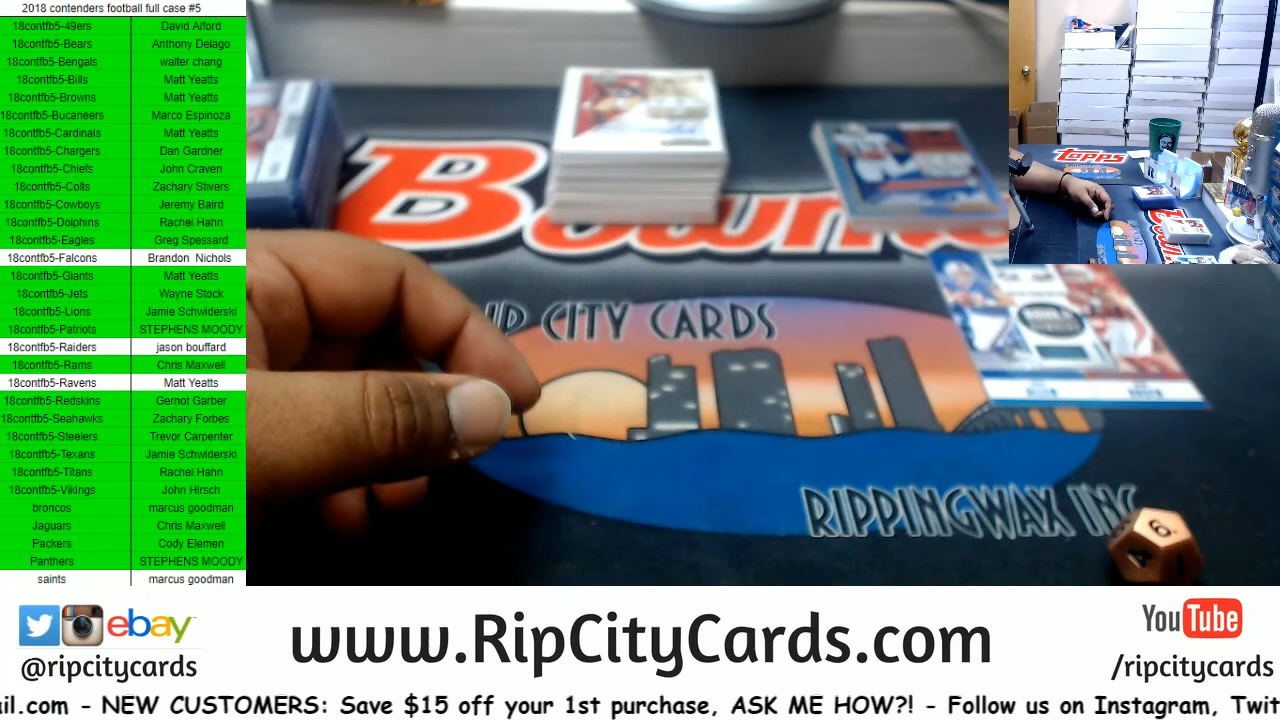 2018 contenders football full case #5
18contfb5-49ers David Alford
18contfb5-Bears Anthony Delago
18contfb5-Bengals walter chang
18contfb5-Bills Matt Yeatts
18contfb5-Browns Matt Yeatts
18contfb5-Bucaneers Marco Espinoza
18contfb5-Cardinals Matt Yeatts
18contfb5-Chargers Dan Gardner
18contfb5-Chiefs John Craven
18contfb5-Colts Zachary Stivers
18contfb5-Cowboys Jeremy Baird
18contfb5-Dolphins Rachel Hahn
18contfb5-Eagles Greg Spessard
18contfb5-Falcons Brandon Nichols
18contfb5-Giants Matt Yeatts
18contfb5-Jets Wayne Stock
18contfb5-Lions Jamie Schwiderski
18contfb5-Patriots STEPHENS MOODY
18contfb5-Raiders jason bouffard
18contfb5-Rams Chris Maxwell
18contfb5-Ravens Matt Yeatts
18contfb5-Redskins Gernot Garber
18contfb5-Seahawks Zachary Forbes
18contfb5-Steelers Trevor Carpenter
18contfb5-Texans Jamie Schwiderski
18contfb5-Titans Rachel Hahn
18contfb5-Vikings John Hirsch
broncos marcus goodman
Jaguars Chris Maxwell
Packers Cody Elemen
Panthers STEPHENS MOODY
saints marcus goodman
Topps
Bowm
IP CITY CARDS
RIPPINGWAX INC
6
4
ebay
@ripcitycards
www.RipCityCards.com
YouTube
/ripcitycards
ail.com - NEW CUSTOMERS: Save $15 off your 1st purchase, ASK ME HOW?! - Follow us on Instagram, Twit